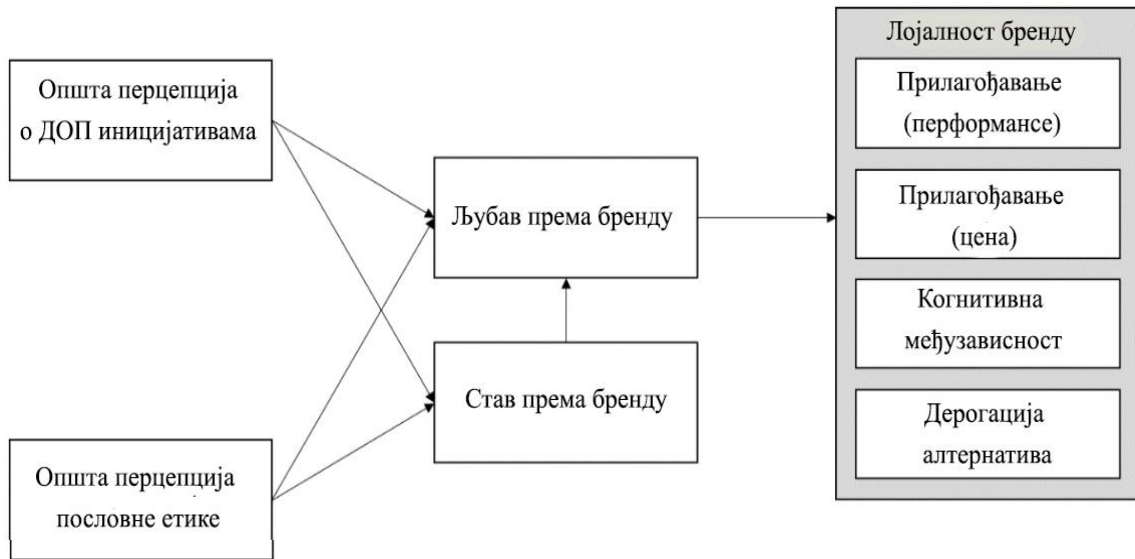 Општа перцепција
о ДОП иницијативама
Општа перцепција
пословне етике
Љубав према бренду
Став према бренду
Лојалност бренду
Прилагођавање
(перформансе)
Прилагођавање
(цена)
Когнитивна
међузависност
Дерогација
алтернатива